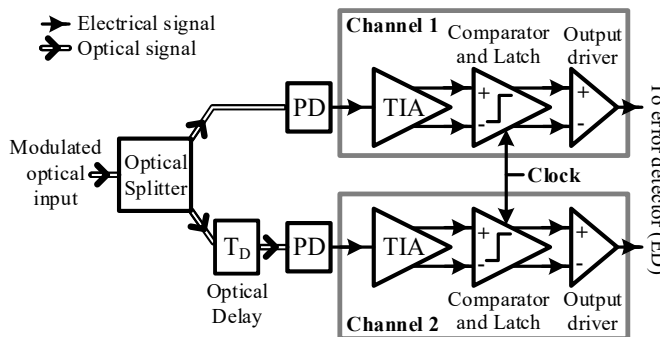 Electrical signal
Optical signal
Channel 1
Comparator
and Latch
Output
driver
PD
TIA
+
-
+
-
To error detector (ED)
Modulated
optical
input
Optical
Splitter
Clock
T_D
Optical
Delay
PD
TIA
+
-
+
-
Comparator
and Latch
Output
driver
Channel 2